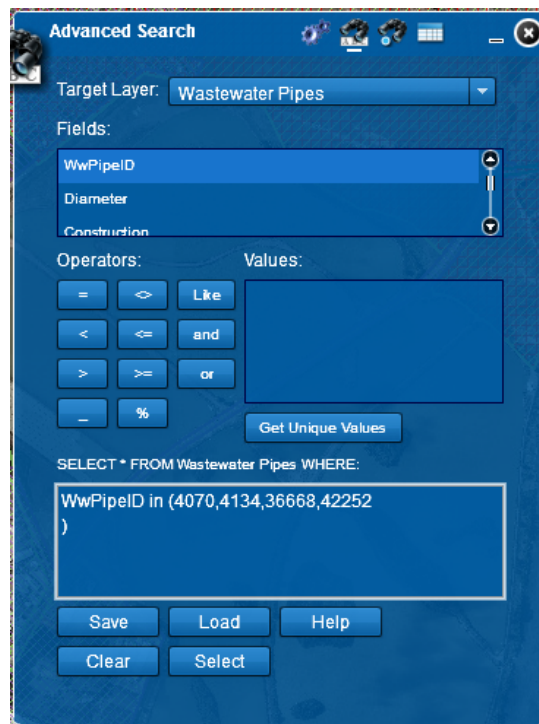 Advanced Search
Target Layer: Wastewater Pipes
Fields:
WwPipeID
Diameter
Construction
Operators: Values:
= <> Like
< <= and
> >= or
_ %
Get Unique Values
SELECT * FROM Wastewater Pipes WHERE:
WwPipeID in (4070,4134,36668,42252
)
Save Load Help
Clear Select